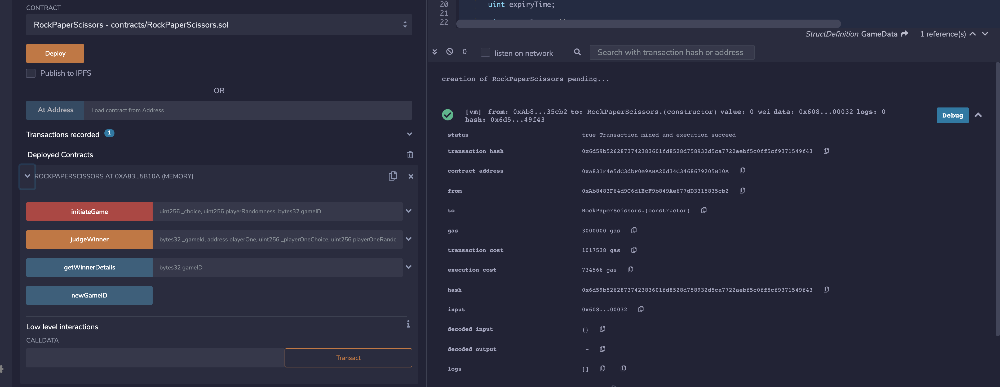 CONTRACT
RockPaperScissors - contracts/RockPaperScissors.sol
Deploy
Publish to IPFS
OR
At Address
Load contract from Address
Transactions recorded 1
Deployed Contracts
ROCKPAPERSCISSORS AT 0XA83...5B10A (MEMORY)
initiateGame
uint256 _choice, uint256 playerRandomness, bytes32 gameID
judgeWinner
bytes32 _gameId, address playerOne, uint256 _playerOneChoice, uint256 playerOneRandc
getWinnerDetails
bytes32 gameID
newGameID
Low level interactions
i
CALLDATA
Transact
20 uint expiryTime;
21
22
StructDefinition GameData 1 reference(s)
0 listen on network Search with transaction hash or address
creation of RockPaperScissors pending...
[vm] from: 0xAb8...35cb2 to: RockPaperScissors.(constructor) value: 0 wei data: 0x608...00032 logs: 0
hash: 0x6d5...49f43
Debug
status true Transaction mined and execution succeed
transaction hash 0x6d59b5262873742383601fd8528d758932d5ca7722aebf5c0ff5cf9371549f43
contract address 0xA831F4e5dC3dbF0e9ABA20d34C3468679205B10A
from 0xAb8483F64d9C6d1EcF9b849Ae677dD3315835cb2
to RockPaperScissors.(constructor)
gas 3000000 gas
transaction cost 1017538 gas
execution cost 734566 gas
hash 0x6d59b5262873742383601fd8528d758932d5ca7722aebf5c0ff5cf9371549f43
input 0x608...00032
decoded input {}
decoded output -
logs []